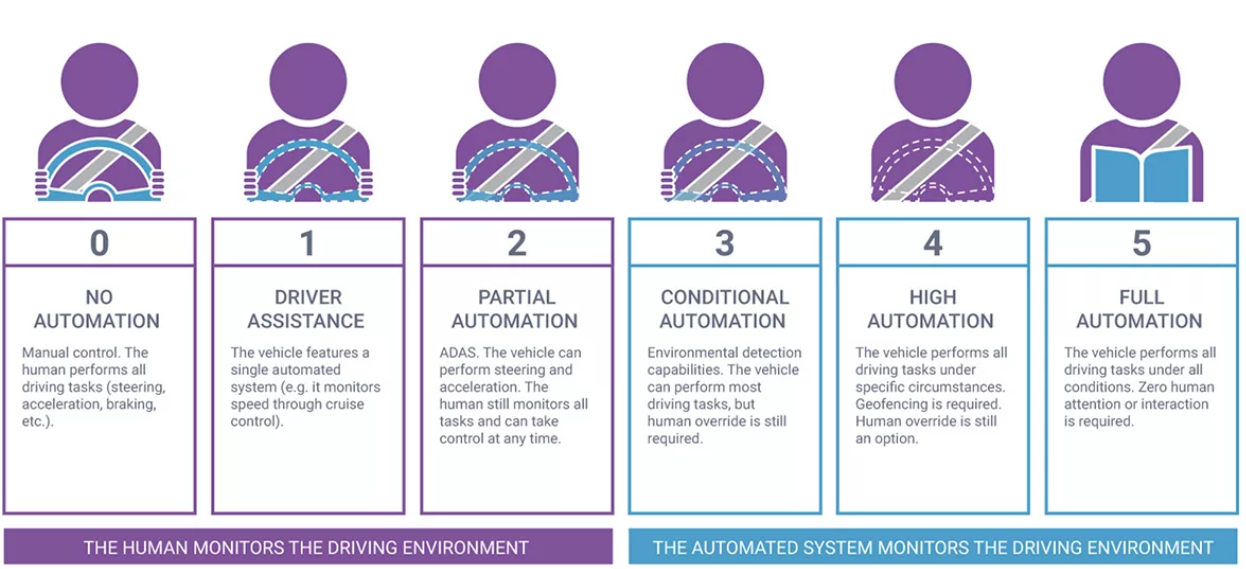 0
NO
AUTOMATION
Manual control. The
human performs all
driving tasks (steering,
acceleration, braking,
etc.).
1
DRIVER
ASSISTANCE
The vehicle features a
single automated
system (e.g. it monitors
speed through cruise
control).
2
PARTIAL
AUTOMATION
ADAS. The vehicle can
perform steering and
acceleration. The
human still monitors all
tasks and can take
control at any time.
3
CONDITIONAL
AUTOMATION
Environmental detection
capabilities. The vehicle
can perform most
driving tasks, but
human override is still
required.
4
HIGH
AUTOMATION
The vehicle performs all
driving tasks under
specific circumstances.
Geofencing is required.
Human override is still
an option.
5
FULL
AUTOMATION
The vehicle performs all
driving tasks under all
conditions. Zero human
attention or interaction
is required.
THE HUMAN MONITORS THE DRIVING ENVIRONMENT
THE AUTOMATED SYSTEM MONITORS THE DRIVING ENVIRONMENT